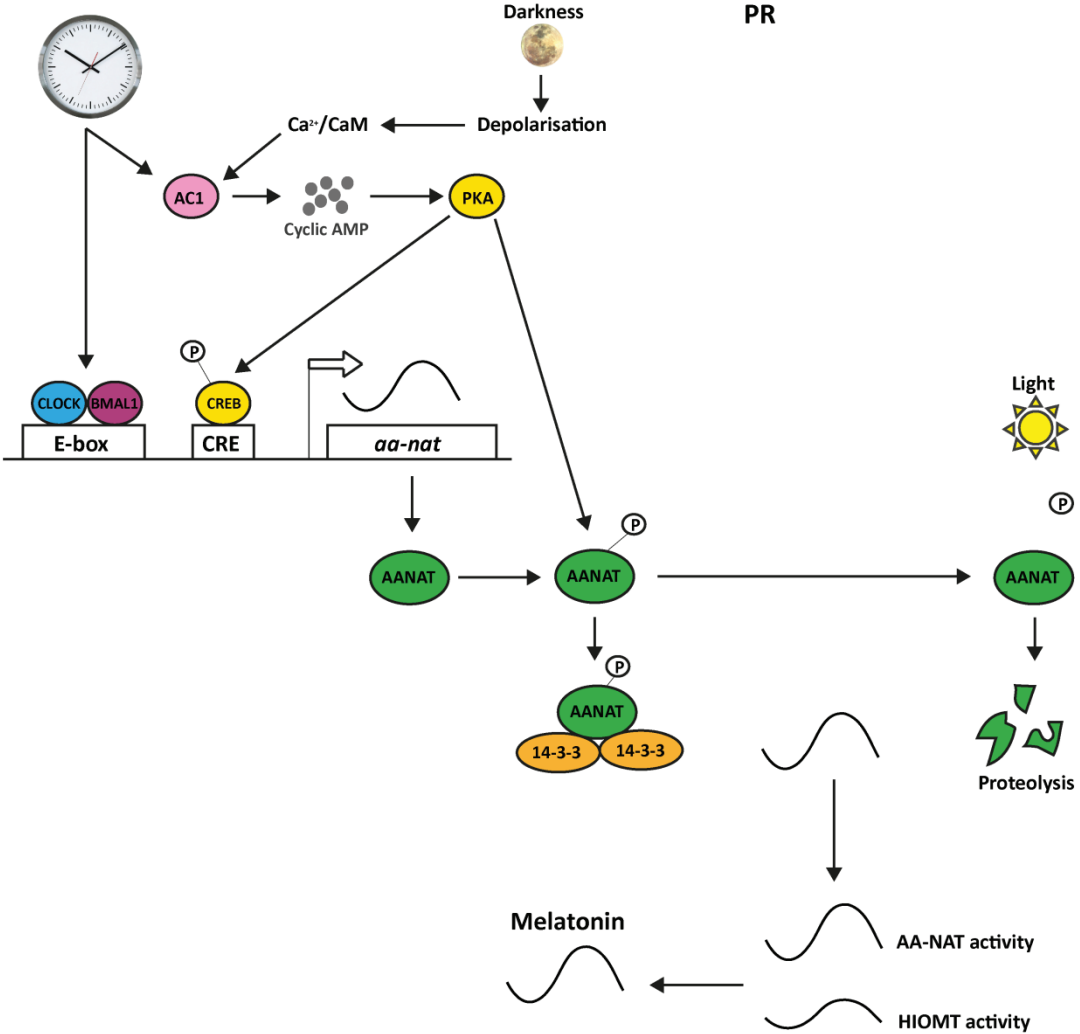 Darkness
PR
Ca²⁺/CaM
Depolarisation
AC1
Cyclic AMP
PKA
P
CLOCK
BMAL1
CREB
E-box
CRE
aa-nat
Light
P
P
AANAT
AANAT
AANAT
P
AANAT
14-3-3
14-3-3
Proteolysis
Melatonin
AA-NAT activity
HIOMT activity